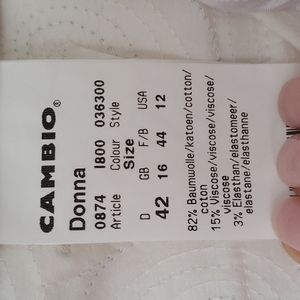 CAMBIO®
Donna
0874 I800 036300
Article Colour Style
Size
D GB F/B USA
42 16 44 12
82% Baumwolle/katoen/cotton/
coton
15% Viscose/viscose/viscose/
viscose
3% Elasthan/elastomeer/
elastane/elasthanne